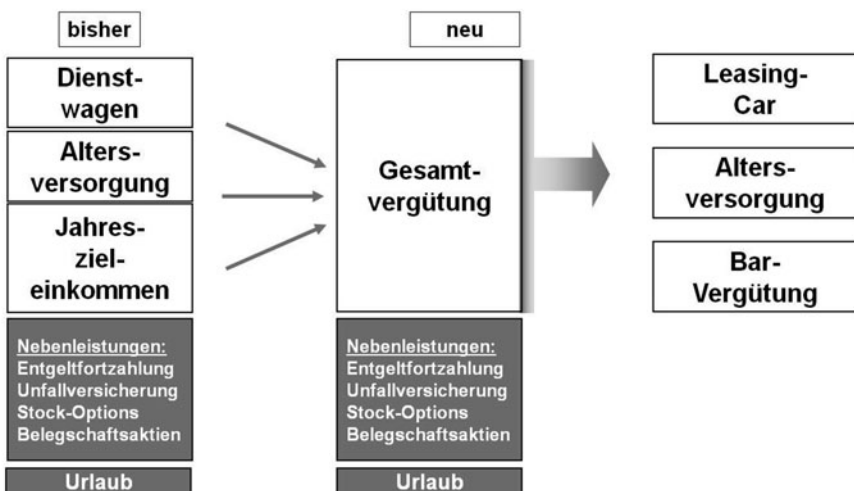 bisher
Dienst-
wagen
Alters-
versorgung
Jahres-
ziel-
einkommen
Nebenleistungen:
Entgeltfortzahlung
Unfallversicherung
Stock-Options
Belegschaftsaktien
Urlaub
neu
Gesamt-
vergütung
Nebenleistungen:
Entgeltfortzahlung
Unfallversicherung
Stock-Options
Belegschaftsaktien
Urlaub
Leasing-
Car
Alters-
versorgung
Bar-
Vergütung